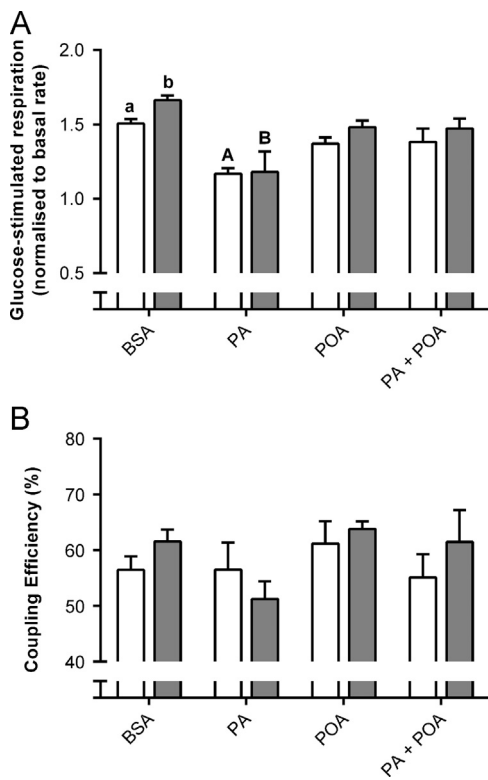 A
Glucose-stimulated respiration
(normalised to basal rate)
2.0
1.5
1.0
0.5
a
b
A
B
BSA
PA
POA
PA + POA
B
Coupling Efficiency (%)
80
70
60
50
40
BSA
PA
POA
PA + POA